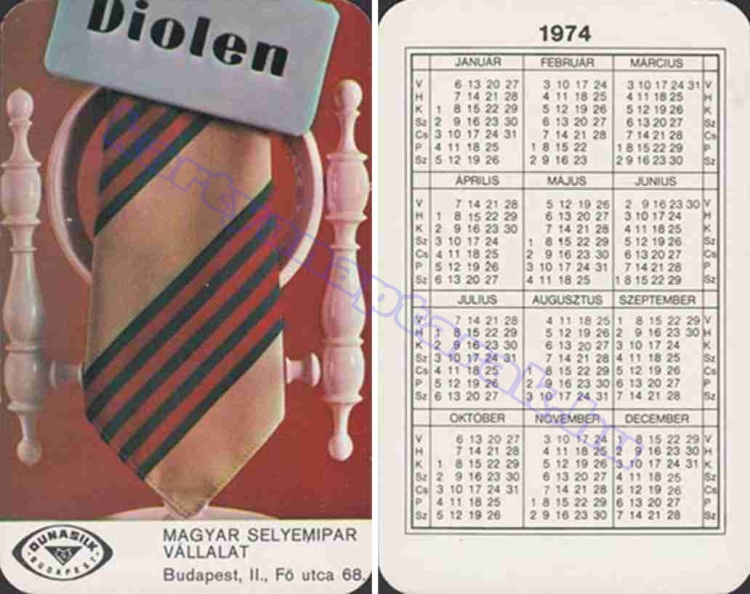 Diolen
DUNASILK
BUDAPEST
MAGYAR SELYEMIPAR
VÁLLALAT
Budapest, II., Fő utca 68.
1974
JANUÁR FEBRUÁR MÁRCIUS
V 6 13 20 27 3 10 17 24 3 10 17 24 31 V
H 7 14 21 28 4 11 18 25 4 11 18 25 H
K 1 8 15 22 29 5 12 19 26 5 12 19 26 K
Sz 2 9 16 23 30 6 13 20 27 6 13 20 27 Sz
Cs 3 10 17 24 31 7 14 21 28 7 14 21 28 Cs
P 4 11 18 25 1 8 15 22 1 8 15 22 29 P
Sz 5 12 19 26 2 9 16 23 2 9 16 23 30 Sz
ÁPRILIS MÁJUS JUNIUS
V 7 14 21 28 5 12 19 26 2 9 16 23 30 V
H 1 8 15 22 29 6 13 20 27 3 10 17 24 H
K 2 9 16 23 30 7 14 21 28 4 11 18 25 K
Sz 3 10 17 24 1 8 15 22 29 5 12 19 26 Sz
Cs 4 11 18 25 2 9 16 23 30 6 13 20 27 Cs
P 5 12 19 26 3 10 17 24 31 7 14 21 28 P
Sz 6 13 20 27 4 11 18 25 1 8 15 22 29 Sz
JULIUS AUGUSZTUS SZEPTEMBER
V 7 14 21 28 4 11 18 25 1 8 15 22 29 V
H 1 8 15 22 29 5 12 19 26 2 9 16 23 30 H
K 2 9 16 23 30 6 13 20 27 3 10 17 24 K
Sz 3 10 17 24 31 7 14 21 28 4 11 18 25 Sz
Cs 4 11 18 25 1 8 15 22 29 5 12 19 26 Cs
P 5 12 19 26 2 9 16 23 30 6 13 20 27 P
Sz 6 13 20 27 3 10 17 24 31 7 14 21 28 Sz
OKTÓBER NOVEMBER DECEMBER
V 6 13 20 27 3 10 17 24 1 8 15 22 29 V
H 7 14 21 28 4 11 18 25 2 9 16 23 30 H
K 1 8 15 22 29 5 12 19 26 3 10 17 24 31 K
Sz 2 9 16 23 30 6 13 20 27 4 11 18 25 Sz
Cs 3 10 17 24 31 7 14 21 28 5 12 19 26 Cs
P 4 11 18 25 1 8 15 22 29 6 13 20 27 P
Sz 5 12 19 26 2 9 16 23 30 7 14 21 28 Sz